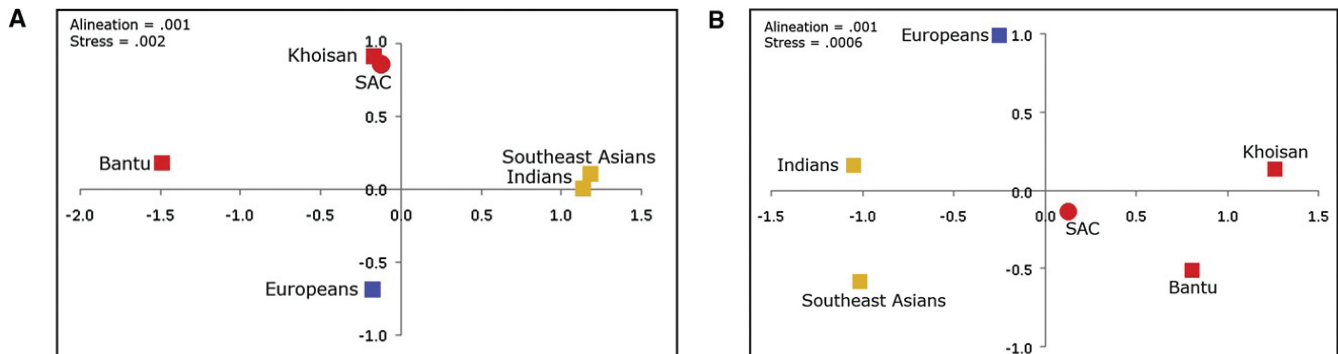 A
Alineation = .001
Stress = .002
1.0
Khoisan
SAC
0.5
Southeast Asians
Bantu
Indians
0.0
-2.0 -1.5 -1.0 -0.5 0.0 0.5 1.0 1.5
-0.5
Europeans
-1.0
B
Alineation = .001
Stress = .0006
Europeans
1.0
0.5
Khoisan
Indians
0.0
-1.5 -1.0 -0.5 0.0 0.5 1.0 1.5
SAC
-0.5
Bantu
Southeast Asians
-1.0